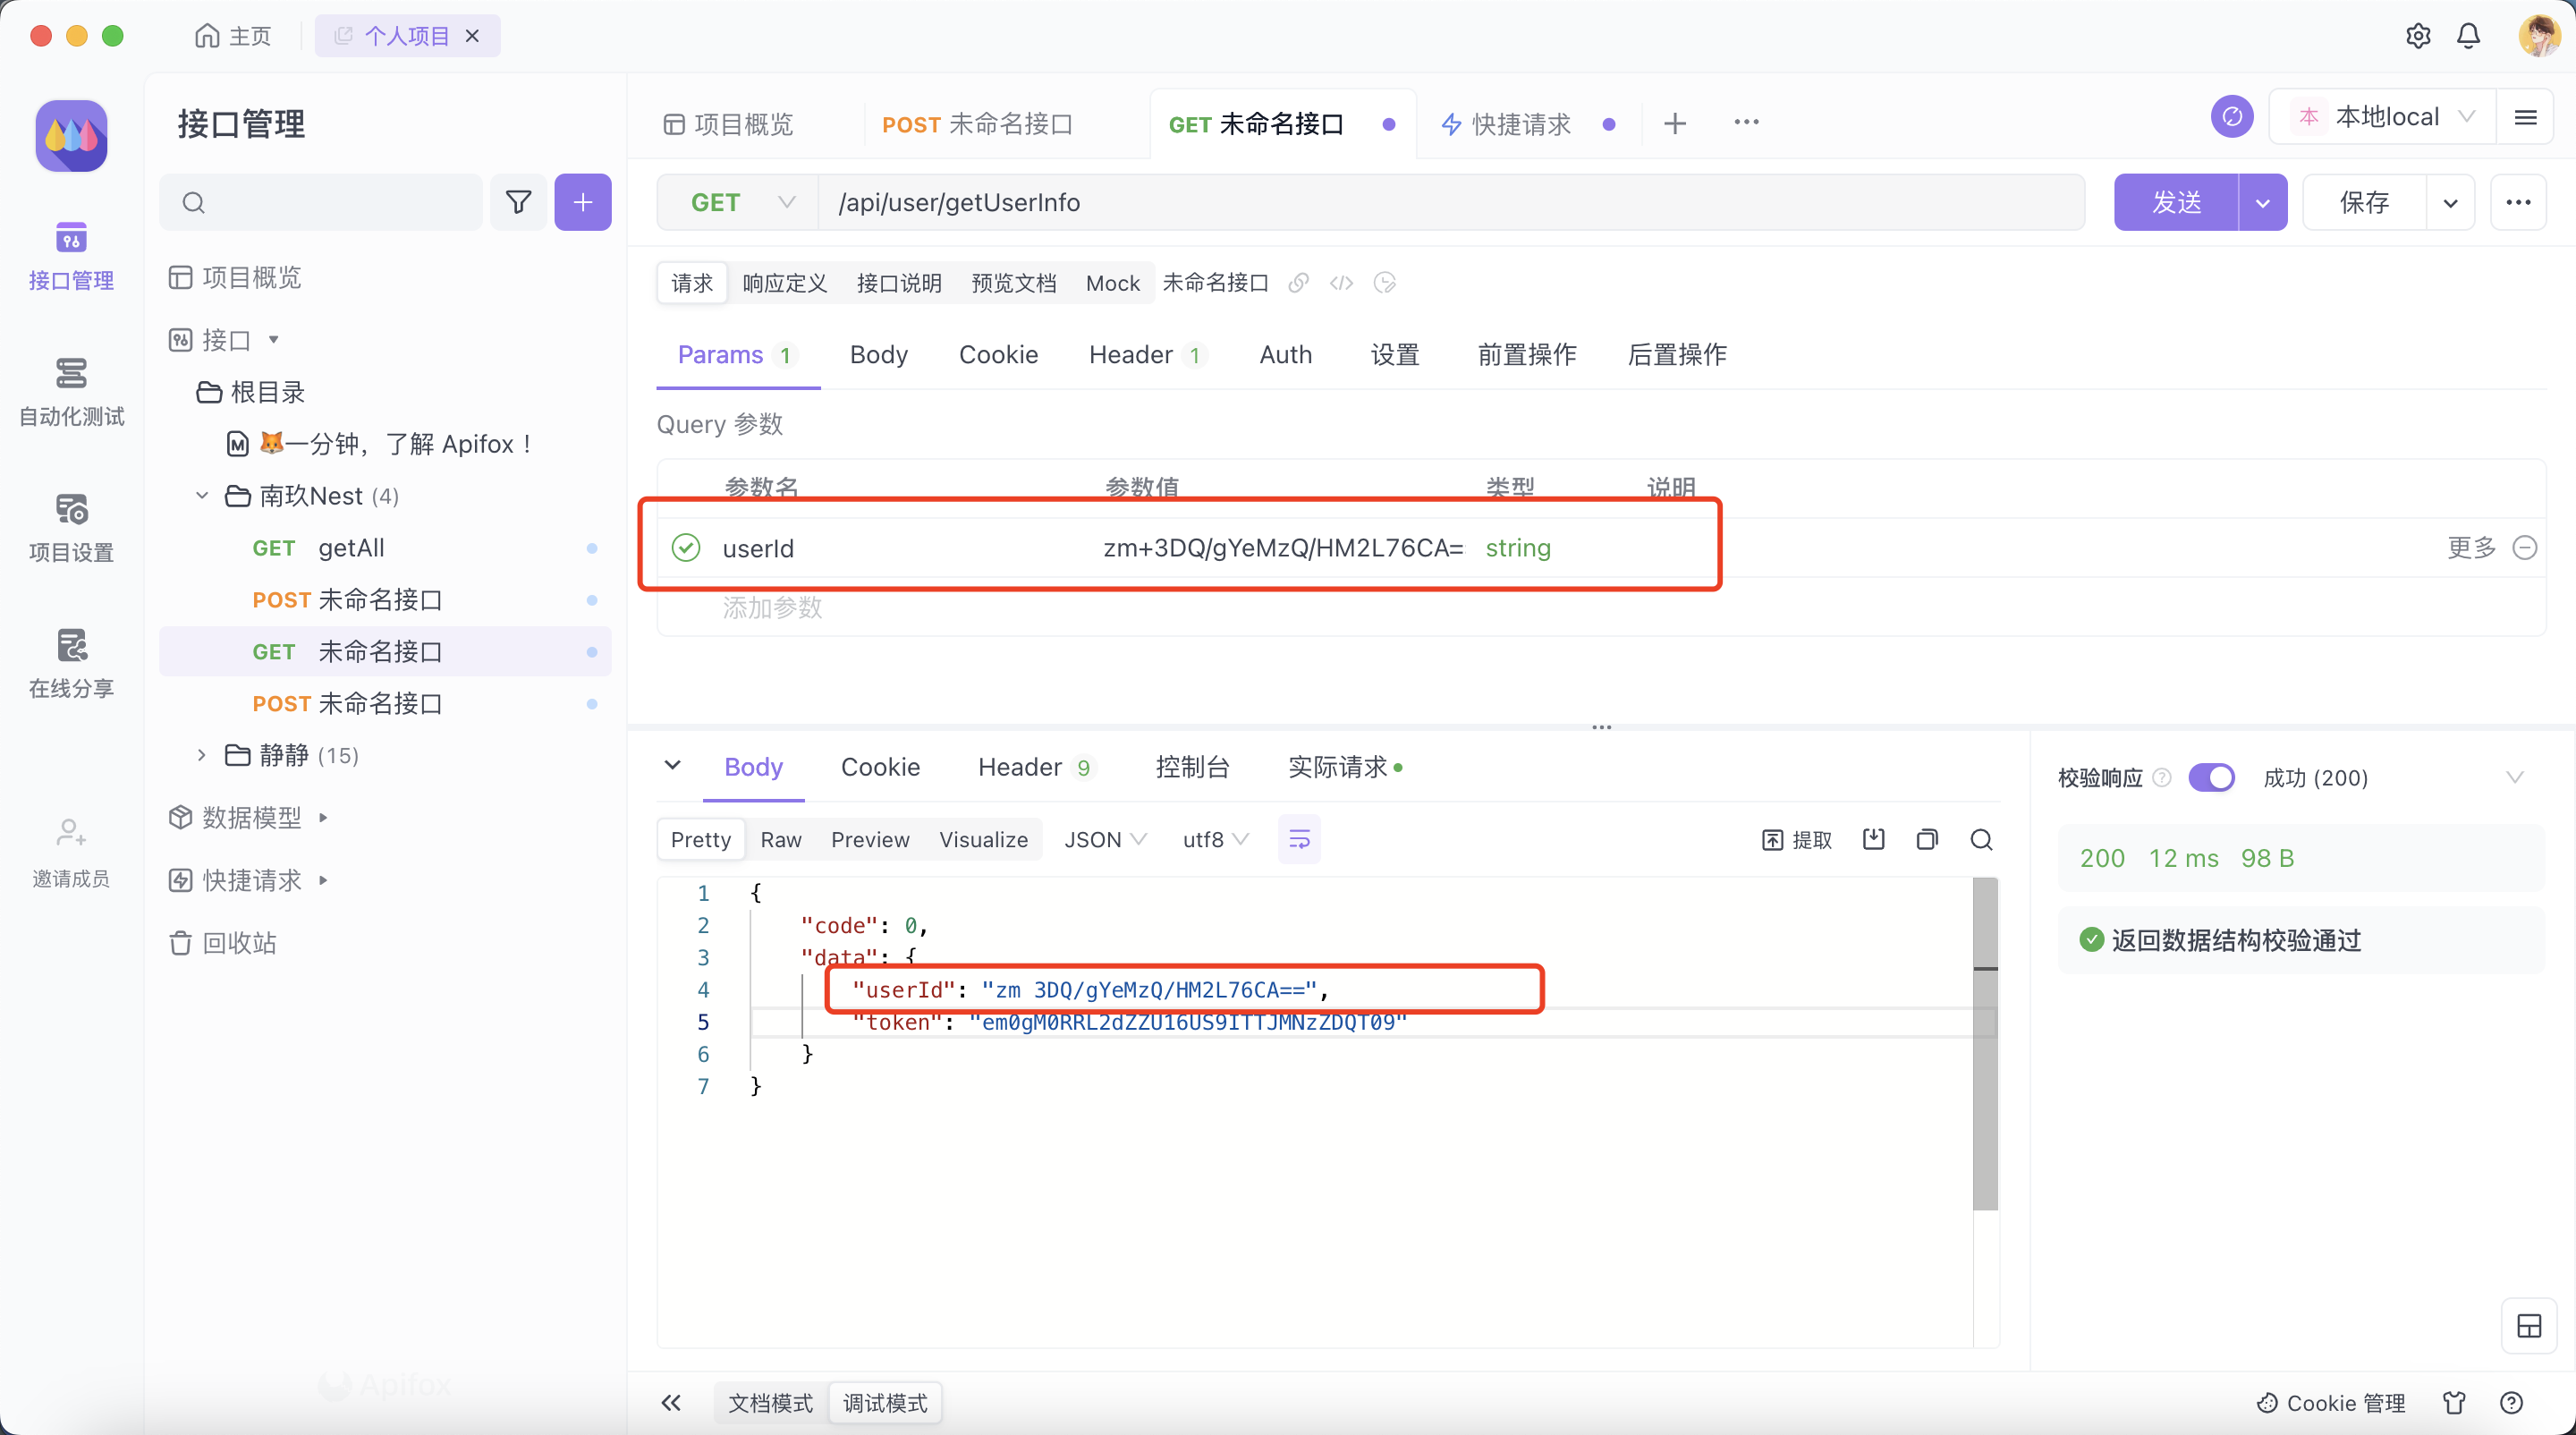 主页
个人项目
接口管理
自动化测试
项目设置
在线分享
邀请成员
接口管理
项目概览
接口
根目录
🦊一分钟，了解 Apifox！
南玖Nest (4)
GET getAll
POST 未命名接口
GET 未命名接口
POST 未命名接口
静静 (15)
数据模型
快捷请求
回收站
Apifox
项目概览
POST 未命名接口
GET 未命名接口
快捷请求
本 本地local
GET /api/user/getUserInfo
发送
保存
请求 响应定义 接口说明 预览文档 Mock 未命名接口
Params 1 Body Cookie Header 1 Auth 设置 前置操作 后置操作
Query 参数
参数名 参数值 类型 说明
userId zm+3DQ/gYeMzQ/HM2L76CA= string 更多
添加参数
Body Cookie Header 9 控制台 实际请求
Pretty Raw Preview Visualize JSON utf8 提取
1 {
2 "code": 0,
3 "data": {
4 "userId": "zm 3DQ/gYeMzQ/HM2L76CA==",
5 "token": "em0gM0RRL2dZZU16US9ITTJMNzZDQT09"
6 }
7 }
校验响应 成功 (200)
200 12 ms 98 B
返回数据结构校验通过
文档模式 调试模式
Cookie 管理